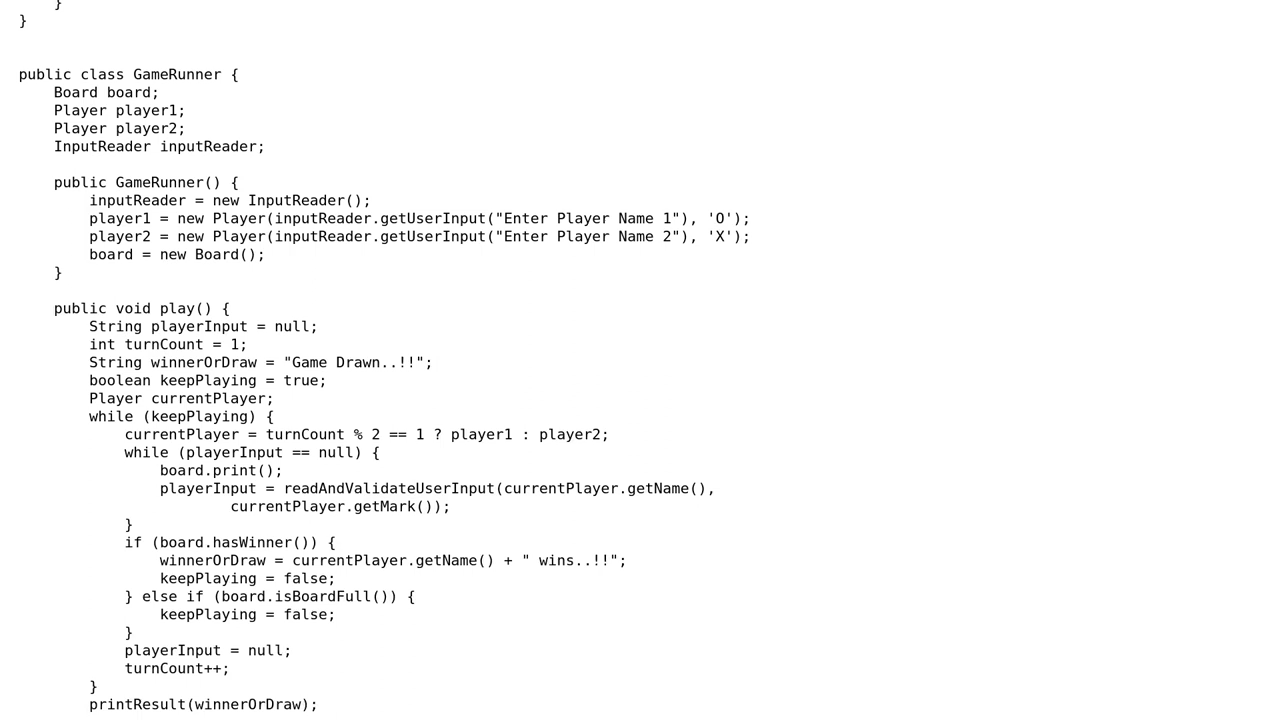 }
}

public class GameRunner {
    Board board;
    Player player1;
    Player player2;
    InputReader inputReader;

    public GameRunner() {
        inputReader = new InputReader();
        player1 = new Player(inputReader.getUserInput("Enter Player Name 1"), 'O');
        player2 = new Player(inputReader.getUserInput("Enter Player Name 2"), 'X');
        board = new Board();
    }

    public void play() {
        String playerInput = null;
        int turnCount = 1;
        String winnerOrDraw = "Game Drawn..!!";
        boolean keepPlaying = true;
        Player currentPlayer;
        while (keepPlaying) {
            currentPlayer = turnCount % 2 == 1 ? player1 : player2;
            while (playerInput == null) {
                board.print();
                playerInput = readAndValidateUserInput(currentPlayer.getName(),
                        currentPlayer.getMark());
            }
            if (board.hasWinner()) {
                winnerOrDraw = currentPlayer.getName() + " wins..!!";
                keepPlaying = false;
            } else if (board.isBoardFull()) {
                keepPlaying = false;
            }
            playerInput = null;
            turnCount++;
        }
        printResult(winnerOrDraw);